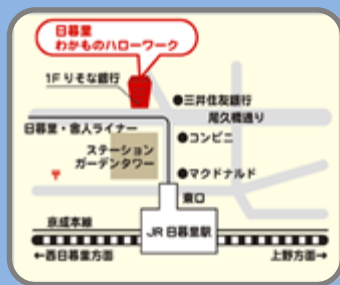 日暮里
わかものハローワーク
1F りそな銀行
●三井住友銀行
尾久橋通り
日暮里・舎人ライナー
●コンビニ
ステーション
ガーデンタワー
〒
●マクドナルド
東口
京成本線
JR 日暮里駅
←西日暮里方面
上野方面→